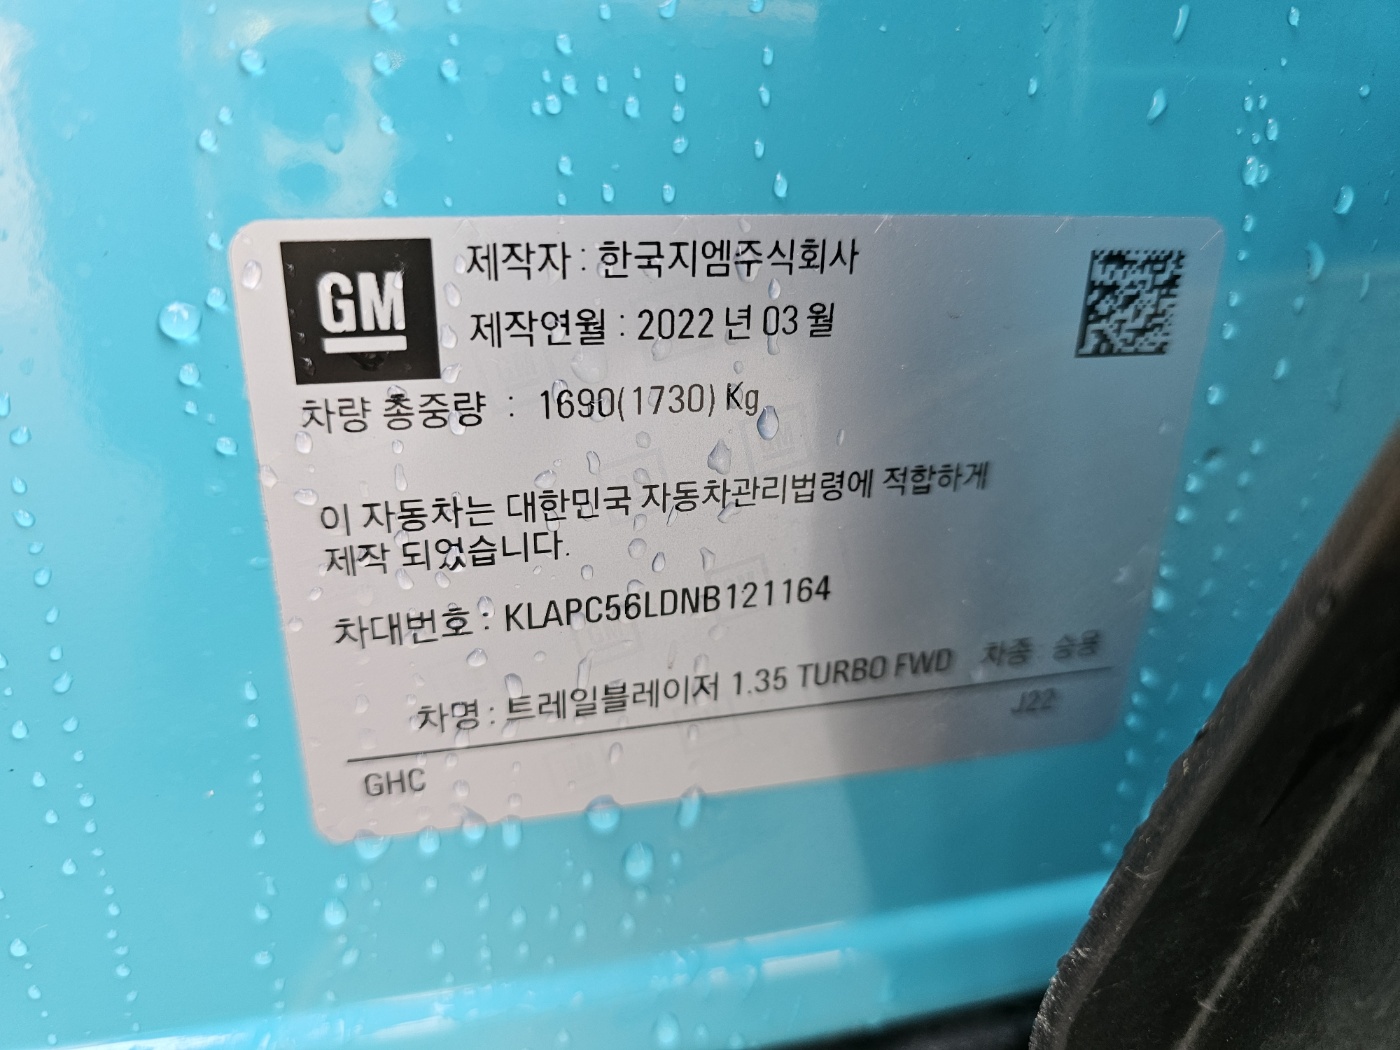 GM
제작자 : 한국지엠주식회사
제작연월 : 2022 년 03 월
차량 총중량 : 1690(1730) Kg
이 자동차는 대한민국 자동차관리법령에 적합하게
제작 되었습니다.
차대번호 : KLAPC56LDNB121164
차명 : 트레일블레이저 1.35 TURBO FWD 차종 승용
GHC J22